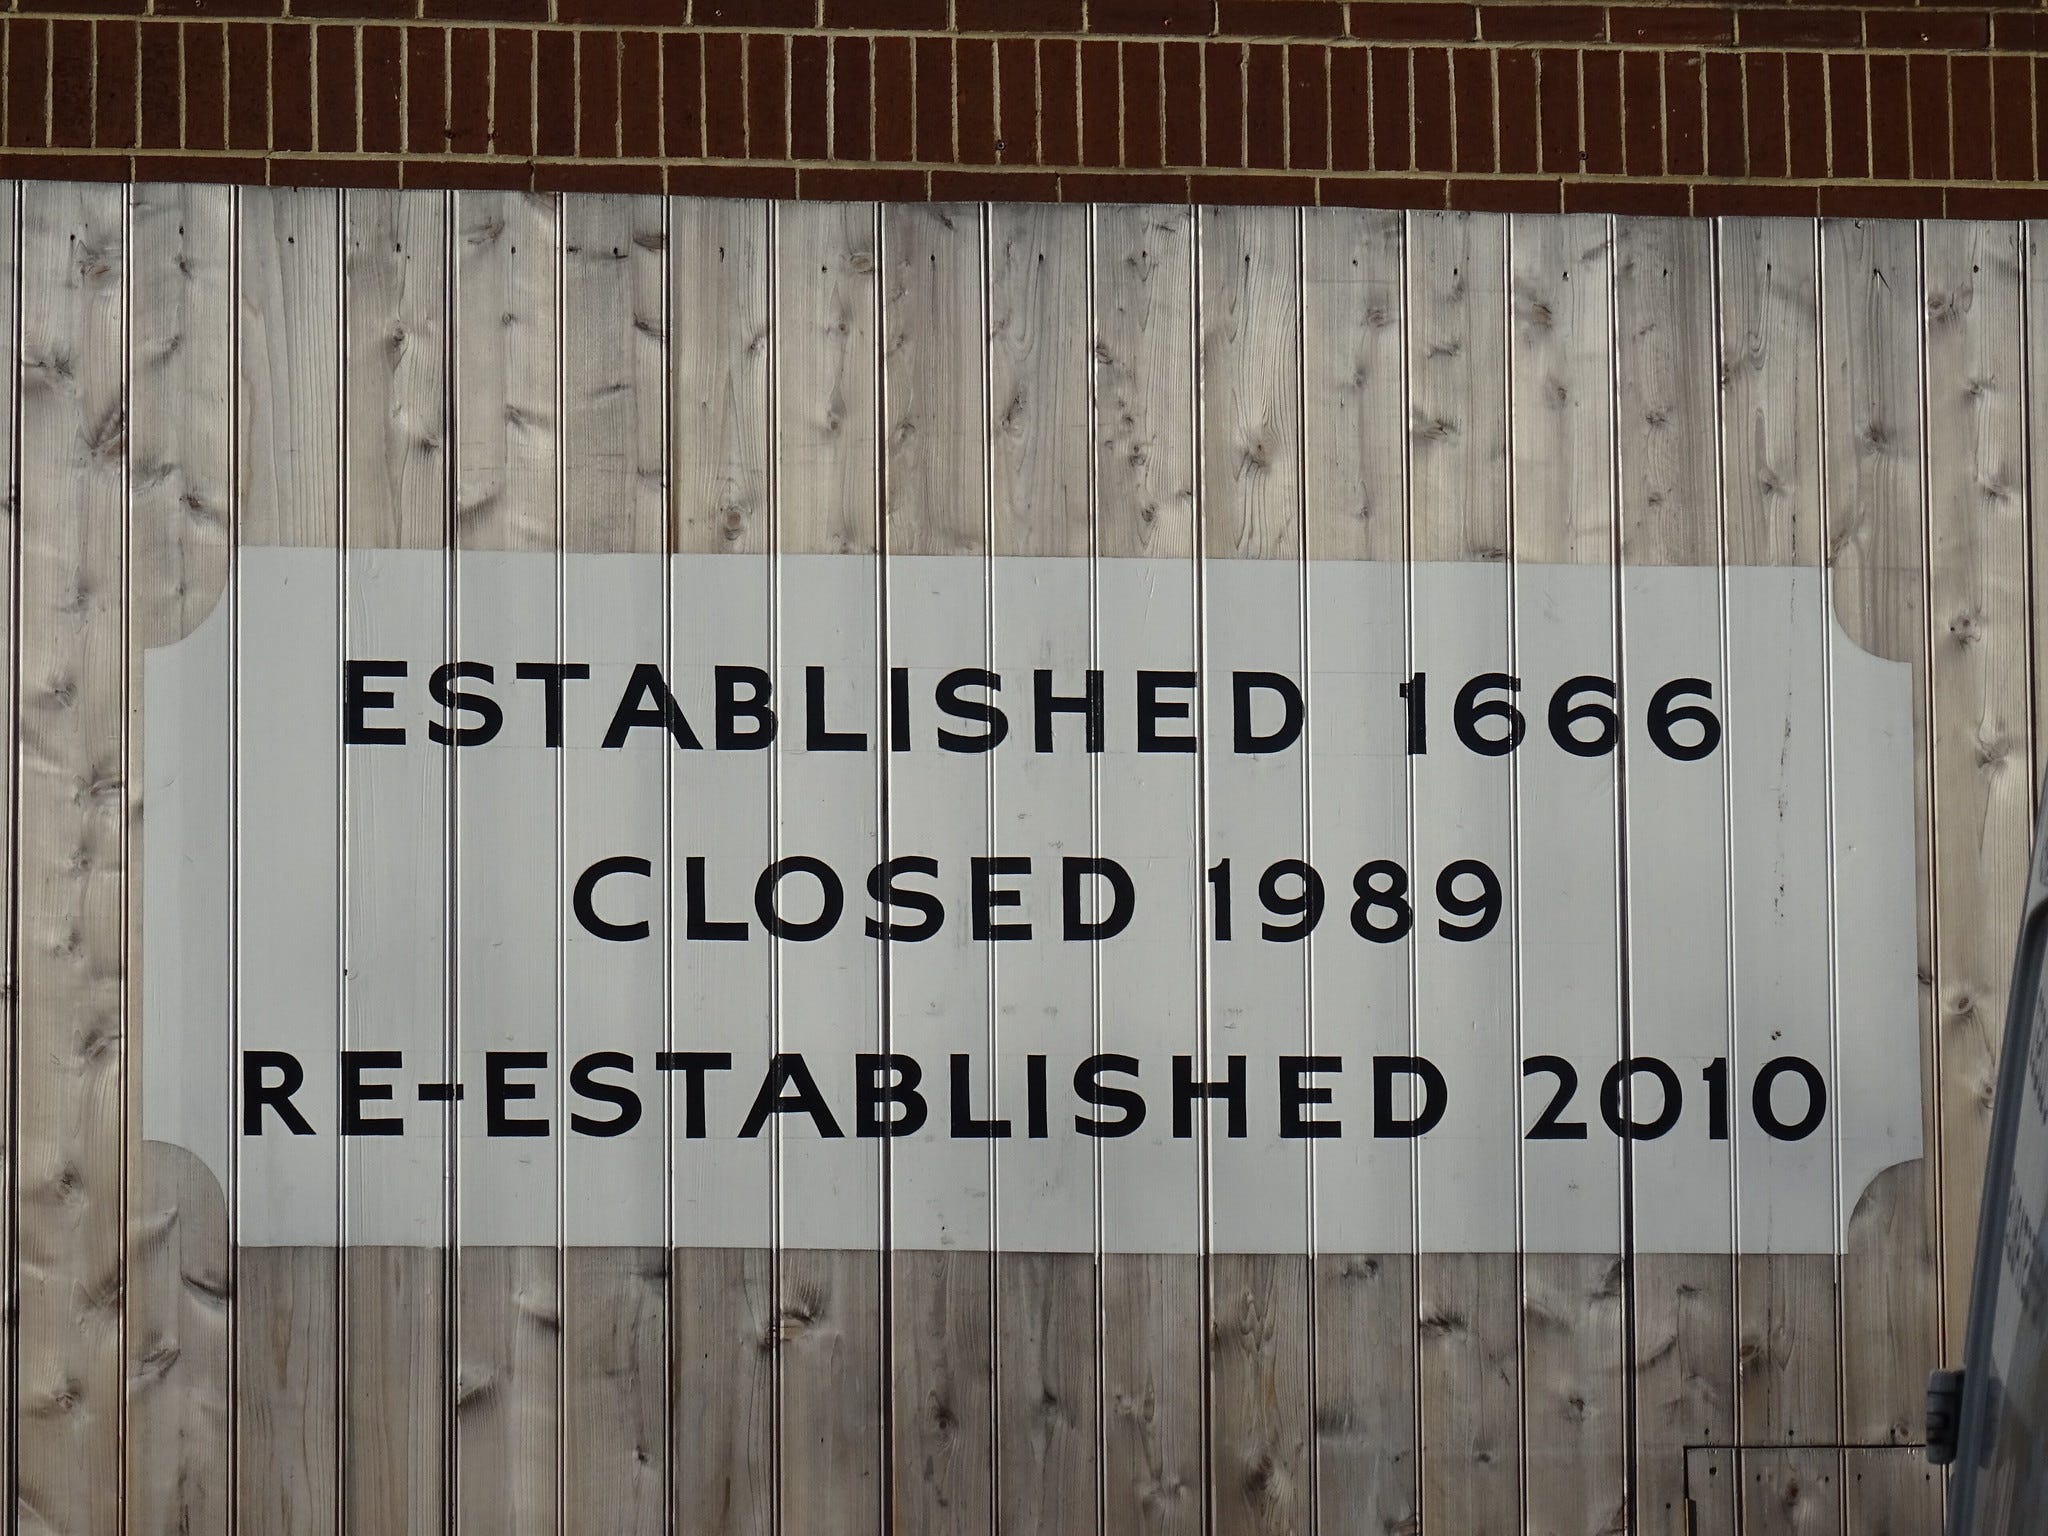 ESTABLISHED 1666
CLOSED 1989
RE-ESTABLISHED 2010